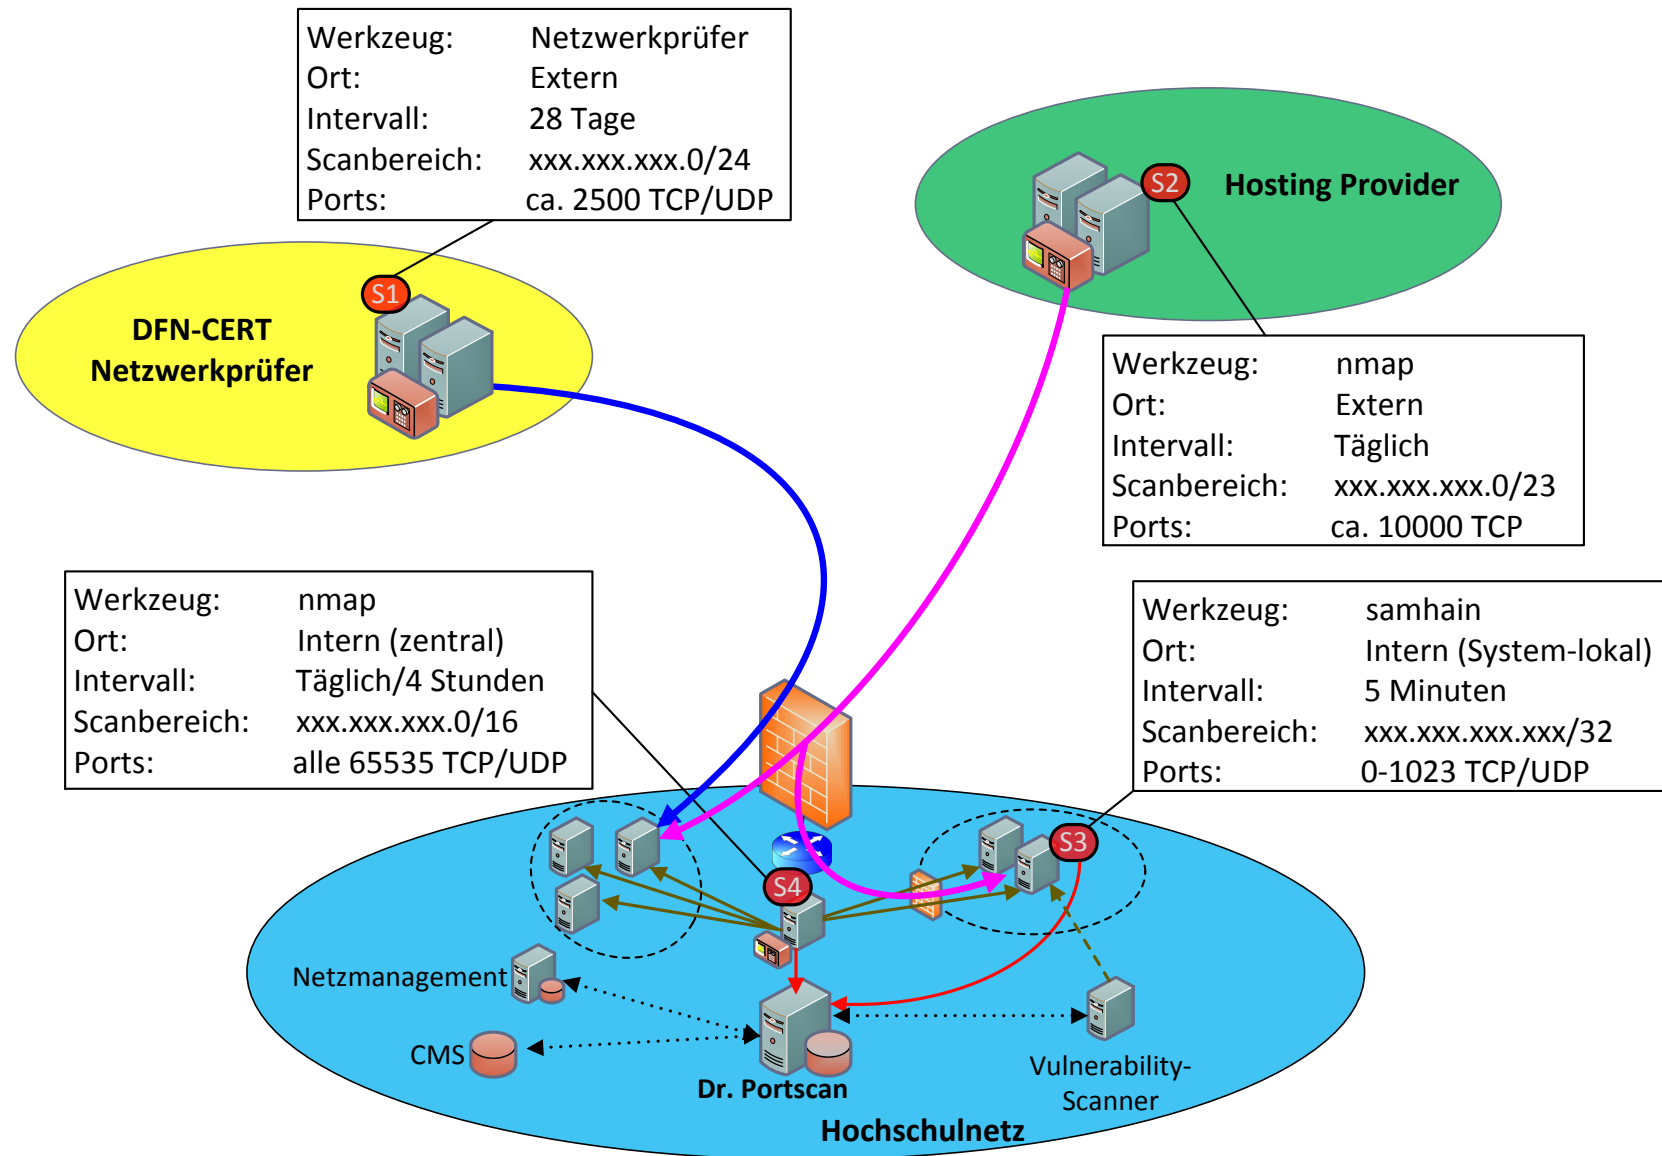 Werkzeug: Netzwerkprüfer
Ort: Extern
Intervall: 28 Tage
Scanbereich: xxx.xxx.xxx.0/24
Ports: ca. 2500 TCP/UDP
S2
Hosting Provider
S1
DFN-CERT
Netzwerkprüfer
Werkzeug: nmap
Ort: Extern
Intervall: Täglich
Scanbereich: xxx.xxx.xxx.0/23
Ports: ca. 10000 TCP
Werkzeug: nmap
Ort: Intern (zentral)
Intervall: Täglich/4 Stunden
Scanbereich: xxx.xxx.xxx.0/16
Ports: alle 65535 TCP/UDP
Werkzeug: samhain
Ort: Intern (System-lokal)
Intervall: 5 Minuten
Scanbereich: xxx.xxx.xxx.xxx/32
Ports: 0-1023 TCP/UDP
S3
S4
Netzmanagement
CMS
Dr. Portscan
Vulnerability-
Scanner
Hochschulnetz